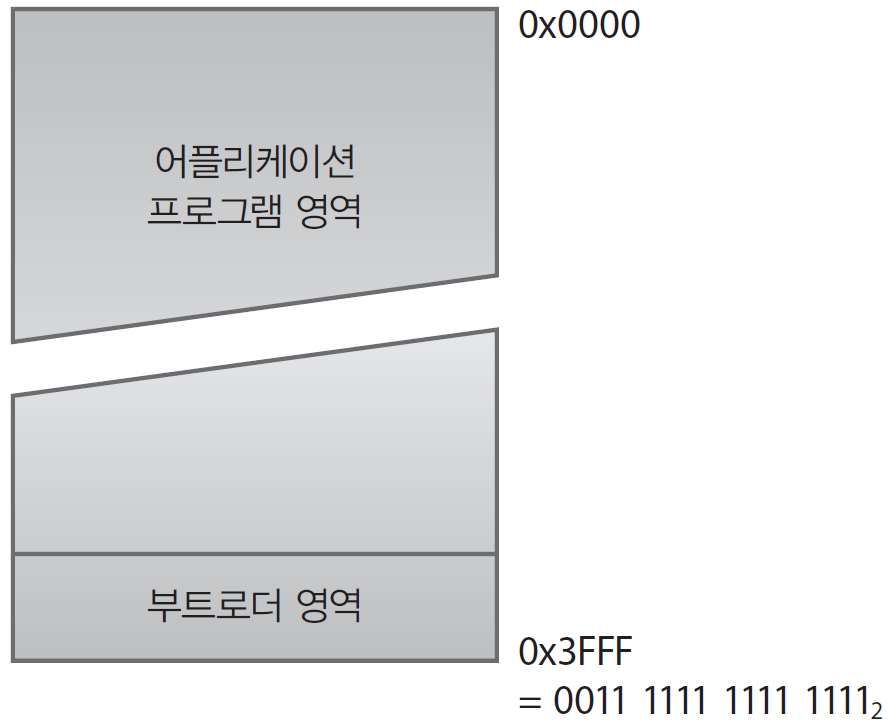 0x0000
어플리케이션
프로그램 영역
부트로더 영역
0x3FFF
= 0011 1111 1111 1111₂